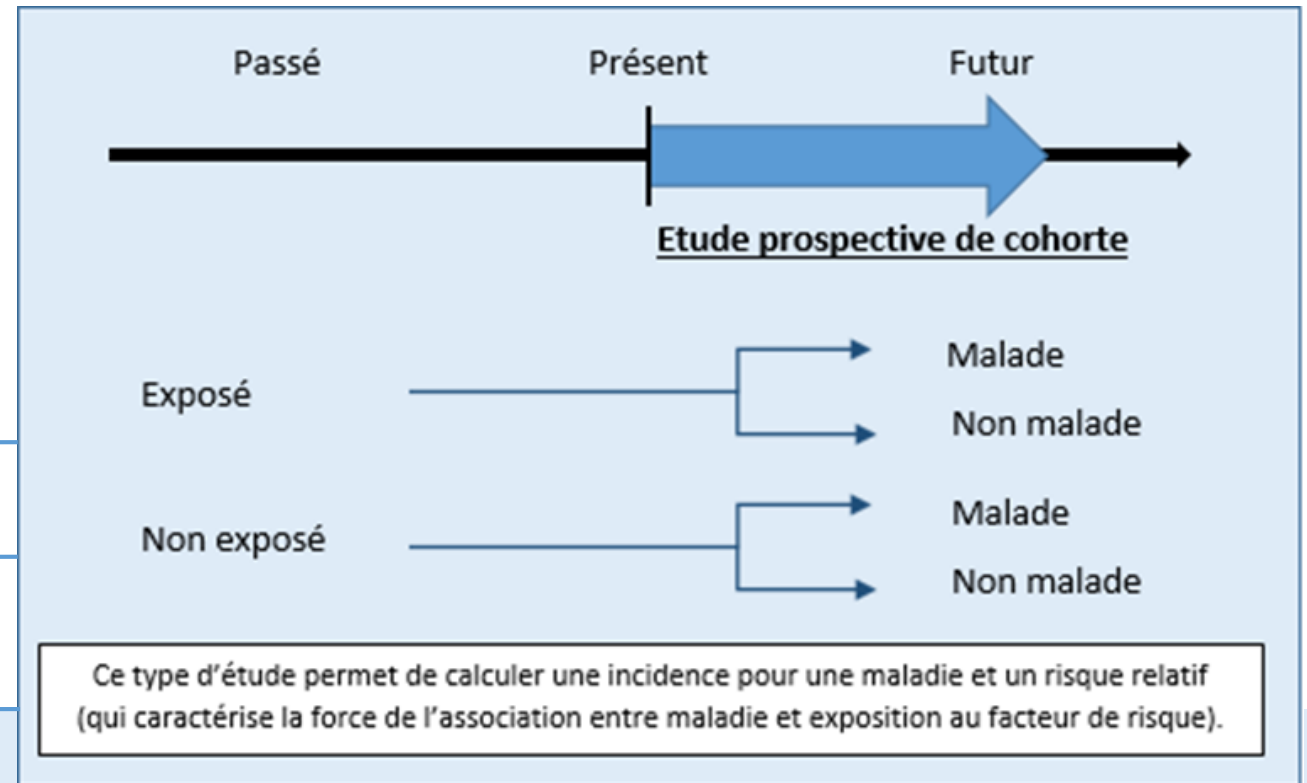 Passé Présent Futur
Etude prospective de cohorte
Exposé
Malade
Non malade
Non exposé
Malade
Non malade
Ce type d’étude permet de calculer une incidence pour une maladie et un risque relatif
(qui caractérise la force de l’association entre maladie et exposition au facteur de risque).